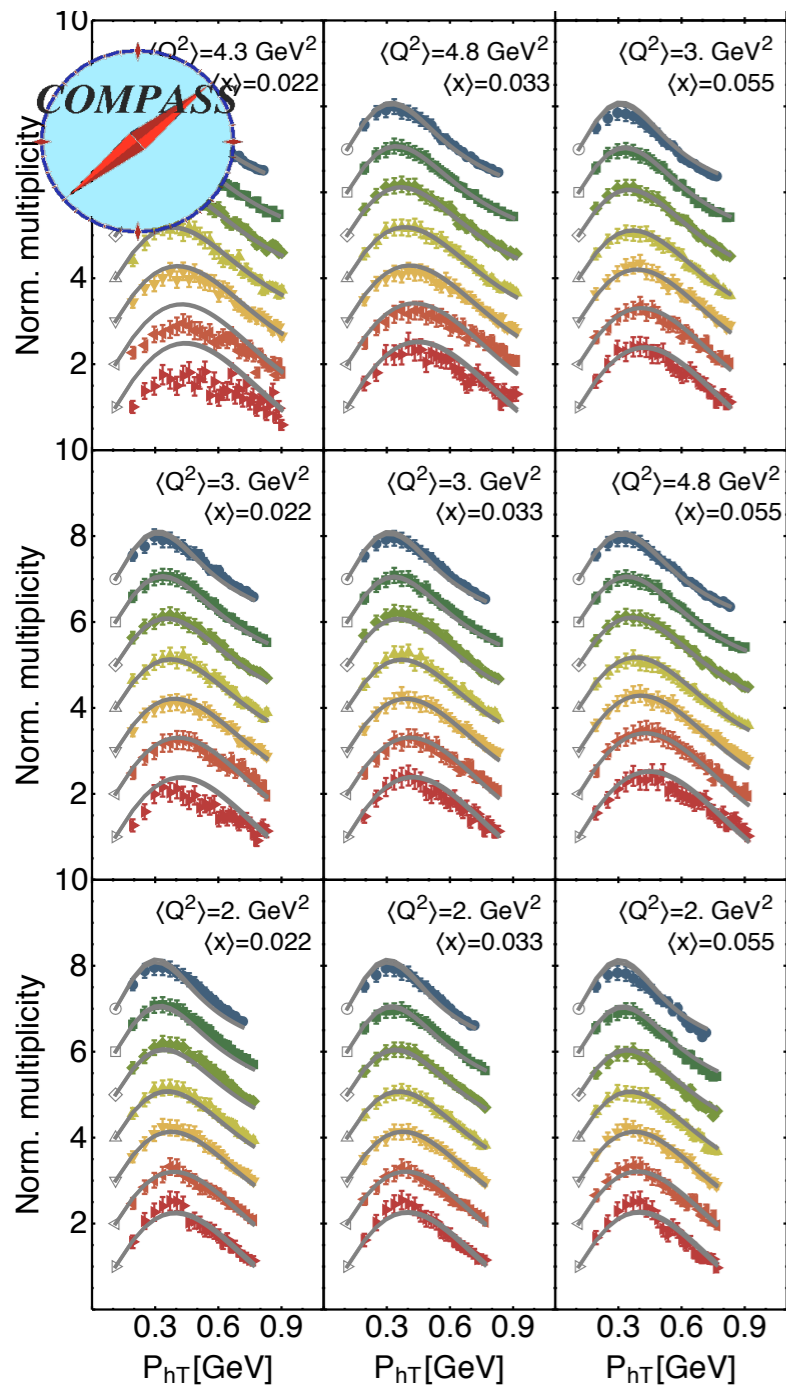 10
⟨Q²⟩=4.3 GeV²
⟨x⟩=0.022
COMPASS
⟨Q²⟩=4.8 GeV²
⟨x⟩=0.033
⟨Q²⟩=3. GeV²
⟨x⟩=0.055
Norm. multiplicity
4
2
10
⟨Q²⟩=3. GeV²
⟨x⟩=0.022
⟨Q²⟩=3. GeV²
⟨x⟩=0.033
⟨Q²⟩=4.8 GeV²
⟨x⟩=0.055
Norm. multiplicity
8
6
4
2
10
⟨Q²⟩=2. GeV²
⟨x⟩=0.022
⟨Q²⟩=2. GeV²
⟨x⟩=0.033
⟨Q²⟩=2. GeV²
⟨x⟩=0.055
Norm. multiplicity
8
6
4
2
0.3 0.6 0.9 0.3 0.6 0.9 0.3 0.6 0.9
P_hT[GeV] P_hT[GeV] P_hT[GeV]